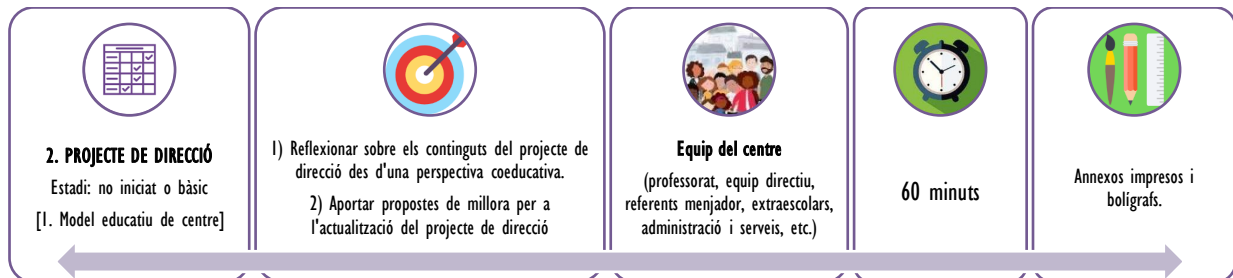 2. PROJECTE DE DIRECCIÓ
Estadi: no iniciat o bàsic
[1. Model educatiu de centre]
1) Reflexionar sobre els continguts del projecte de
direcció des d'una perspectiva coeducativa.
2) Aportar propostes de millora per a
l'actualització del projecte de direcció
Equip del centre
(professorat, equip directiu,
referents menjador, extraescolars,
administració i serveis, etc.)
60 minuts
Annexos impresos i
bolígrafs.